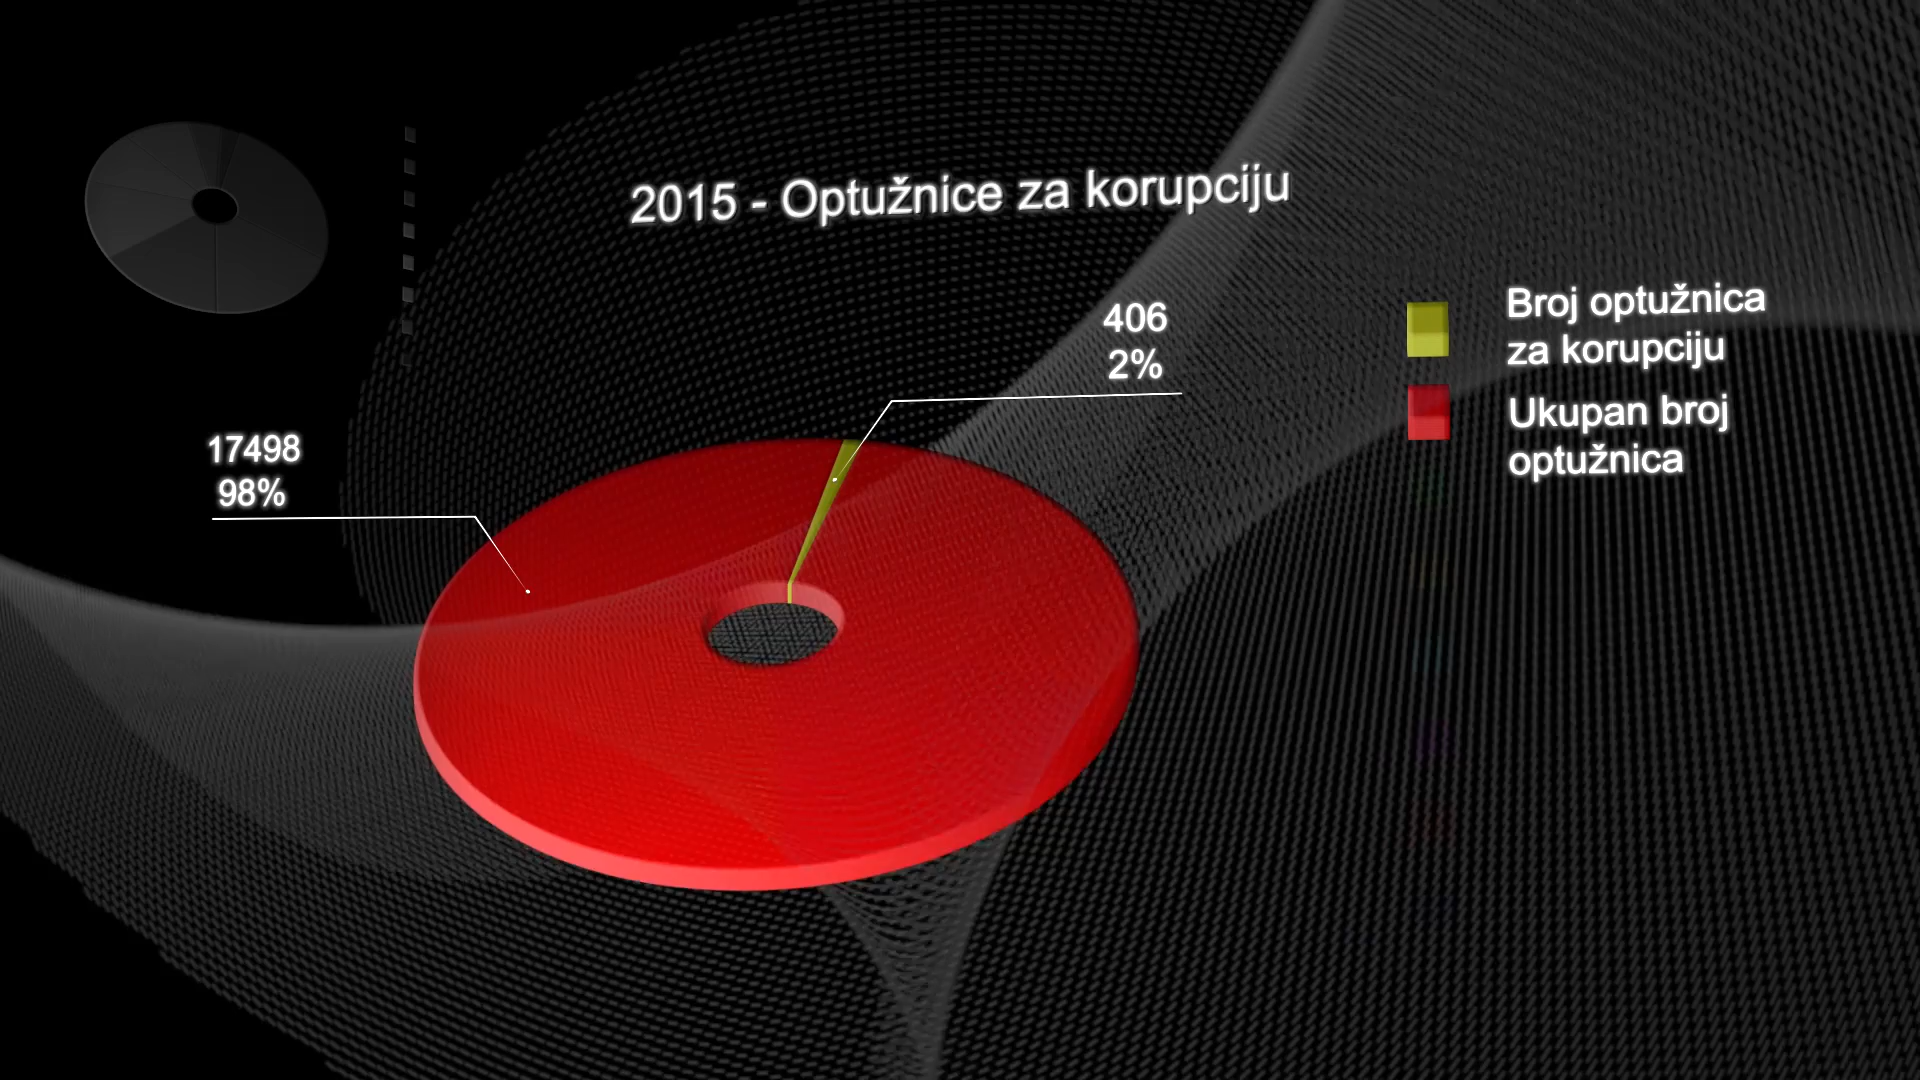 2015 - Optužnice za korupciju
406
2%
17498
98%
Broj optužnica
za korupciju
Ukupan broj
optužnica